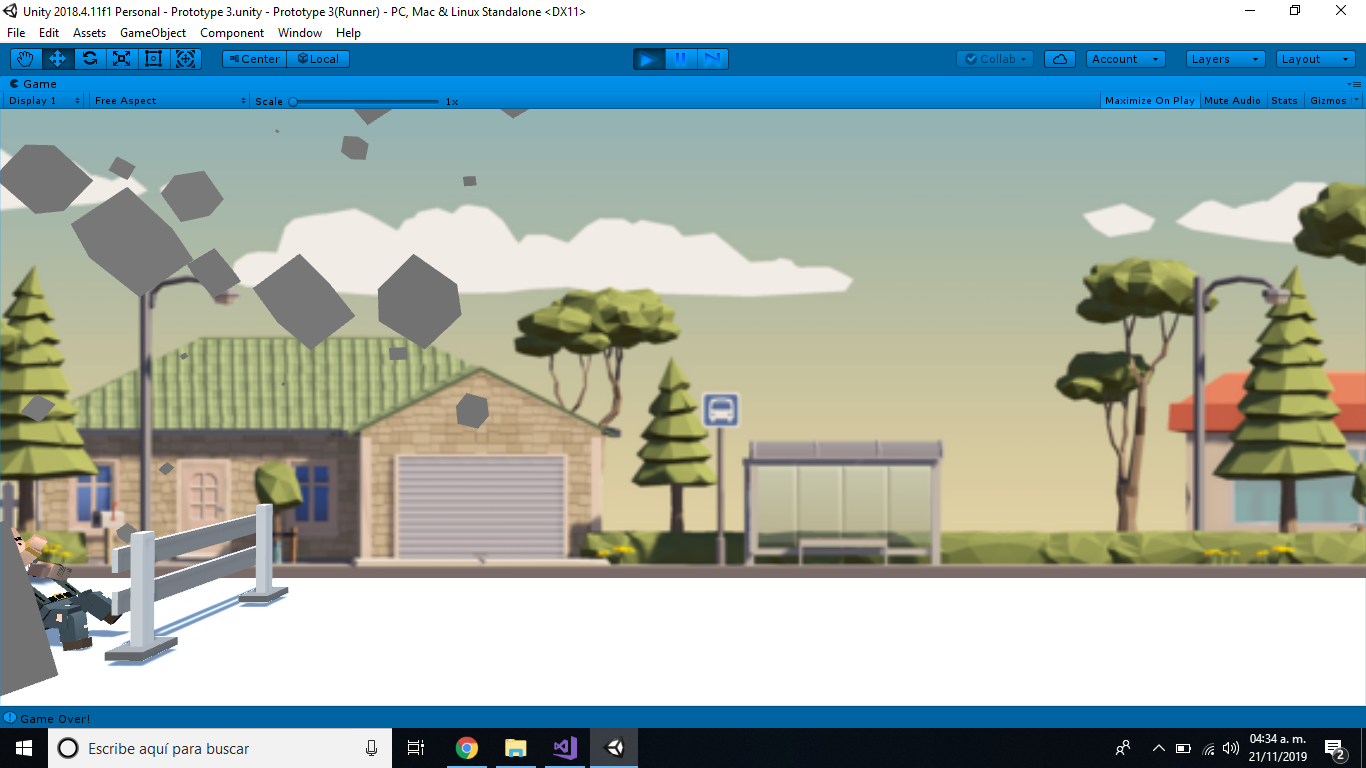 Unity 2018.4.11f1 Personal - Prototype 3.unity - Prototype 3(Runner) - PC, Mac & Linux Standalone <DX11>
File Edit Assets GameObject Component Window Help
Center Local Collab Account Layers Layout
Game
Display 1 Free Aspect Scale 1x Maximize On Play Mute Audio Stats Gizmos
Game Over!
Escribe aquí para buscar
04:34 a. m.
21/11/2019
2